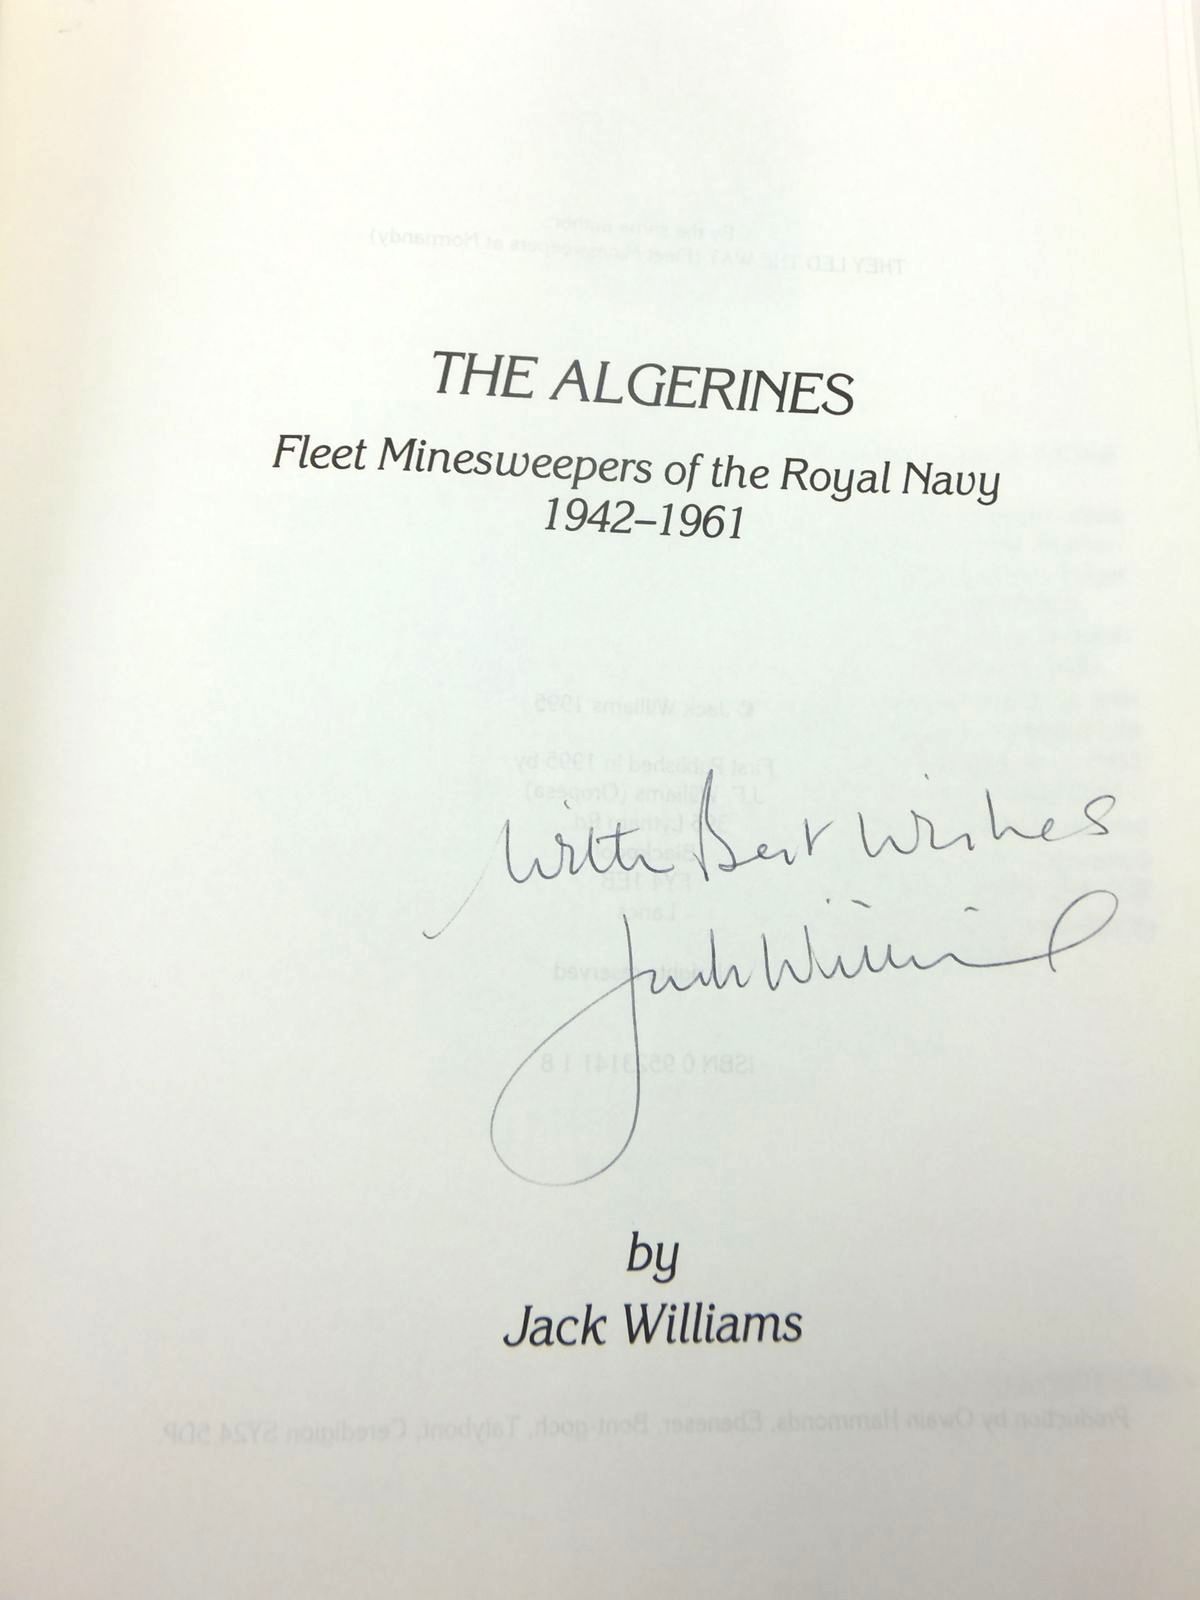 THE ALGERINES
Fleet Minesweepers of the Royal Navy
1942–1961
With Best Wishes
Jack Williams
by
Jack Williams